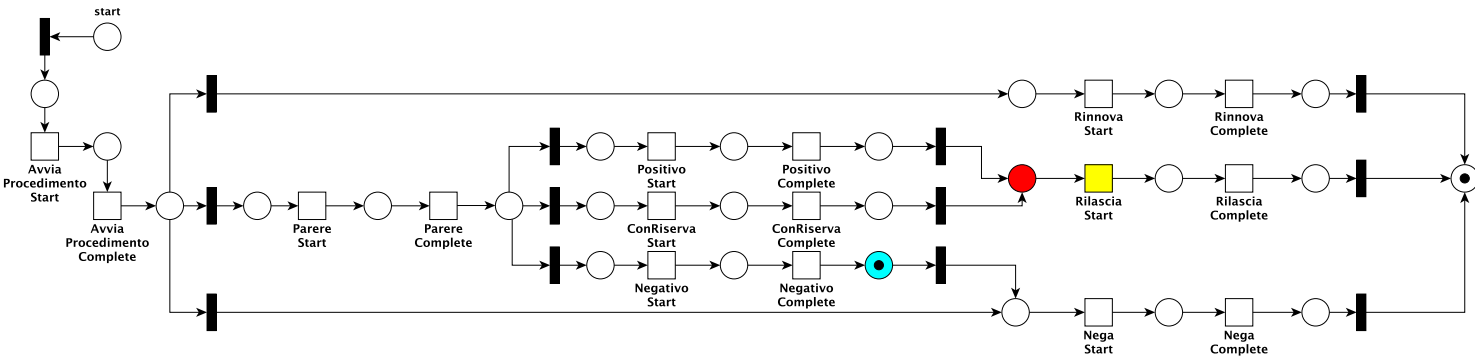 start
Avvia
Procedimento
Start
Avvia
Procedimento
Complete
Parere
Start
Parere
Complete
Positivo
Start
Positivo
Complete
ConRiserva
Start
ConRiserva
Complete
Negativo
Start
Negativo
Complete
Rinnova
Start
Rinnova
Complete
Rilascia
Start
Rilascia
Complete
Nega
Start
Nega
Complete